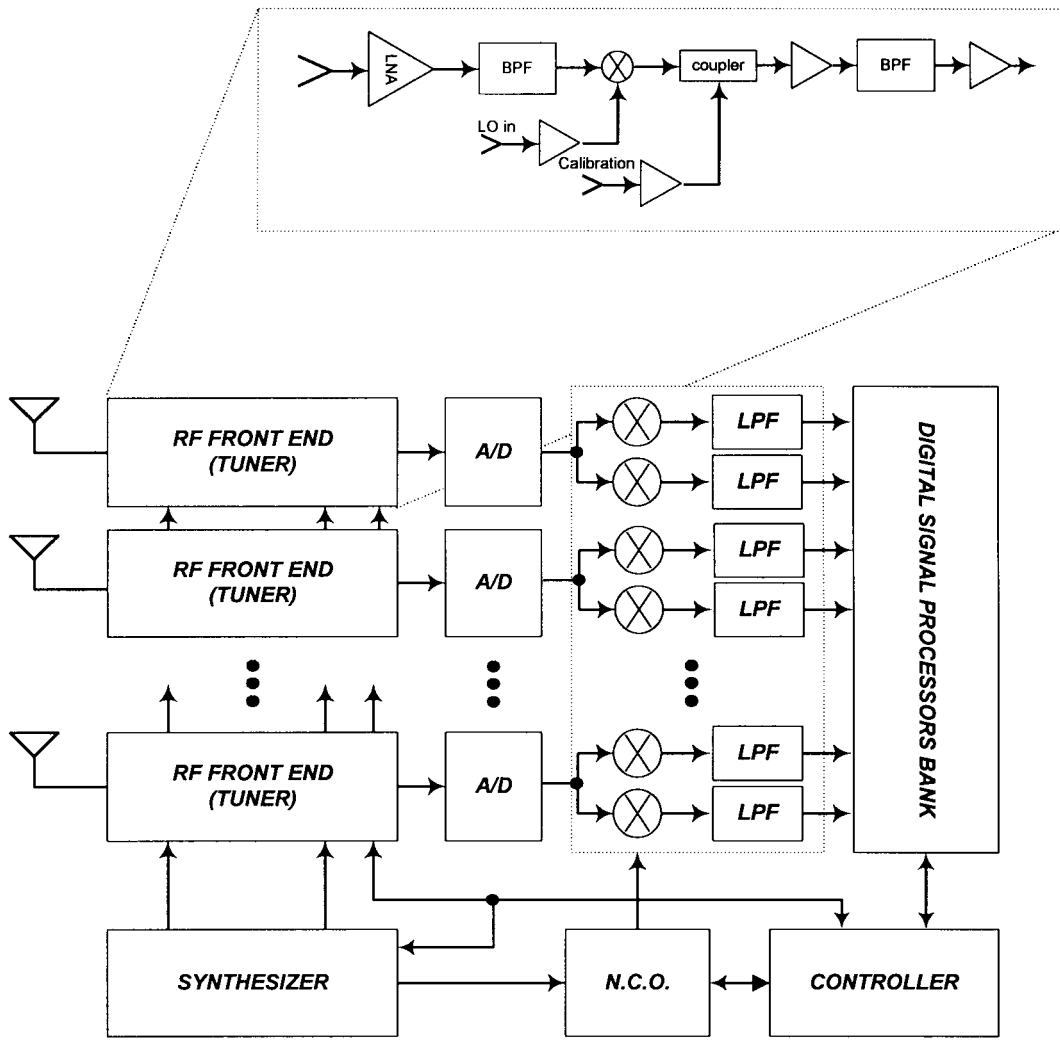 LNA
BPF
coupler
BPF
LO in
Calibration
RF FRONT END
(TUNER)
A/D
LPF
LPF
DIGITAL SIGNAL PROCESSORS BANK
RF FRONT END
(TUNER)
A/D
LPF
LPF
RF FRONT END
(TUNER)
A/D
LPF
LPF
SYNTHESIZER
N.C.O.
CONTROLLER